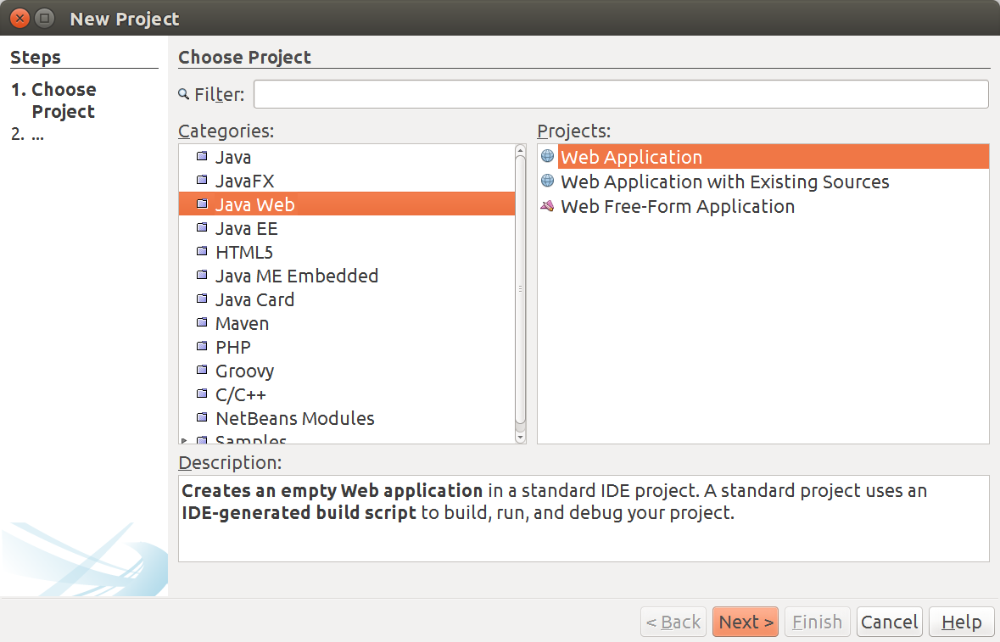 New Project
Steps
1. Choose
Project
2. ...
Choose Project
Filter:
Categories:
Java
JavaFX
Java Web
Java EE
HTML5
Java ME Embedded
Java Card
Maven
PHP
Groovy
C/C++
NetBeans Modules
Samples
Projects:
Web Application
Web Application with Existing Sources
Web Free-Form Application
Description:
Creates an empty Web application in a standard IDE project. A standard project uses an
IDE-generated build script to build, run, and debug your project.
< Back Next > Finish Cancel Help